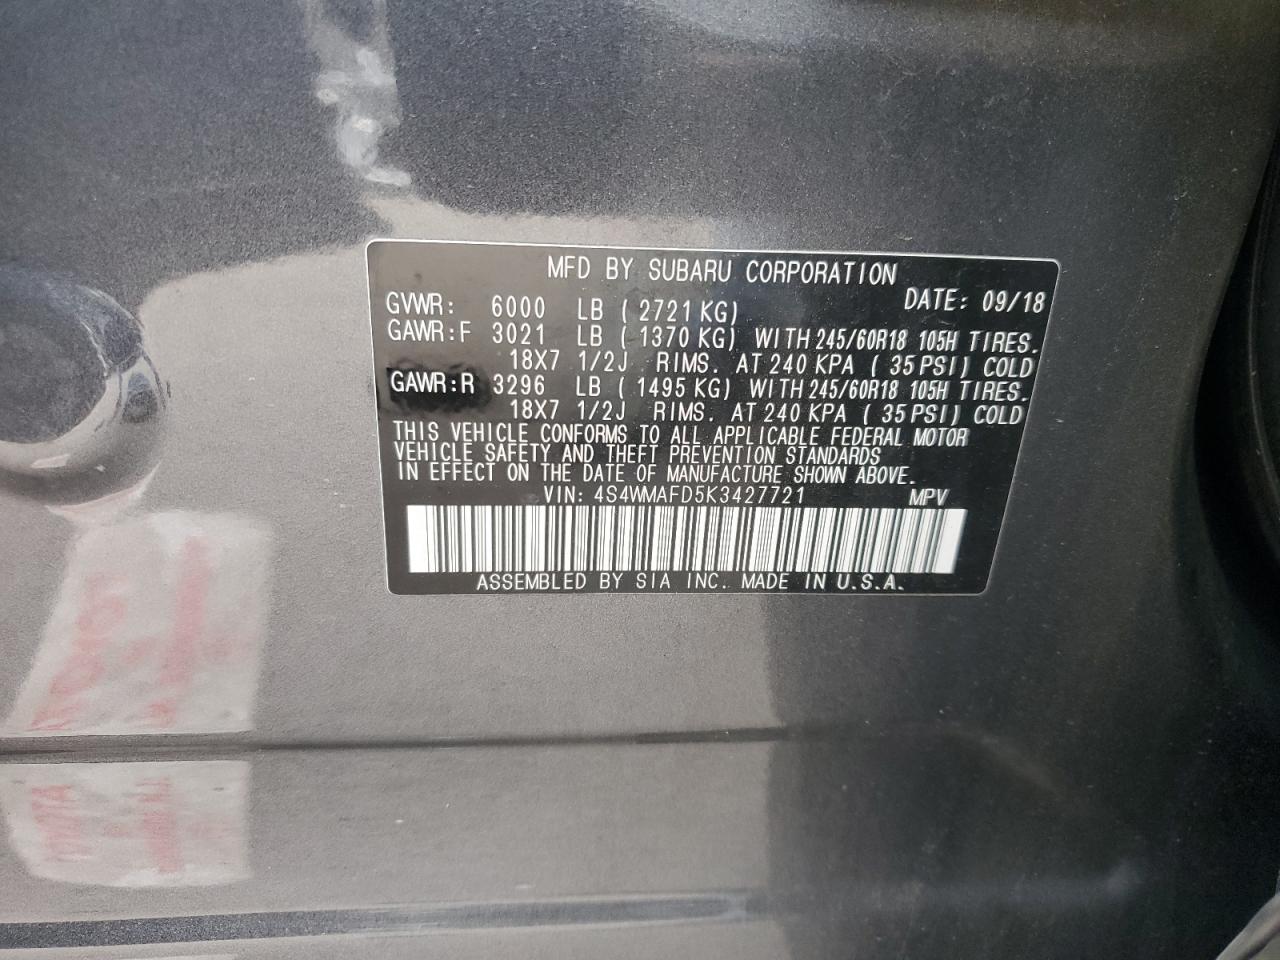 MFD BY SUBARU CORPORATION
GVWR: 6000 LB ( 2721 KG) DATE: 09/18
GAWR:F 3021 LB ( 1370 KG) WITH 245/60R18 105H TIRES.
18X7 1/2J RIMS. AT 240 KPA ( 35 PSI) COLD
GAWR:R 3296 LB ( 1495 KG) WITH 245/60R18 105H TIRES.
18X7 1/2J RIMS. AT 240 KPA ( 35 PSI) COLD
THIS VEHICLE CONFORMS TO ALL APPLICABLE FEDERAL MOTOR
VEHICLE SAFETY AND THEFT PREVENTION STANDARDS
IN EFFECT ON THE DATE OF MANUFACTURE SHOWN ABOVE.
VIN: 4S4WMAFD5K3427721 MPV
ASSEMBLED BY SIA INC. MADE IN U.S.A.